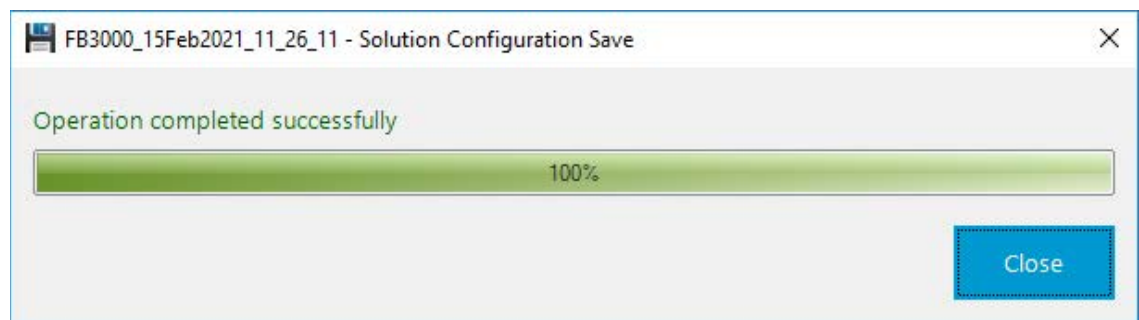 FB3000_15Feb2021_11_26_11 - Solution Configuration Save
Operation completed successfully
100%
Close